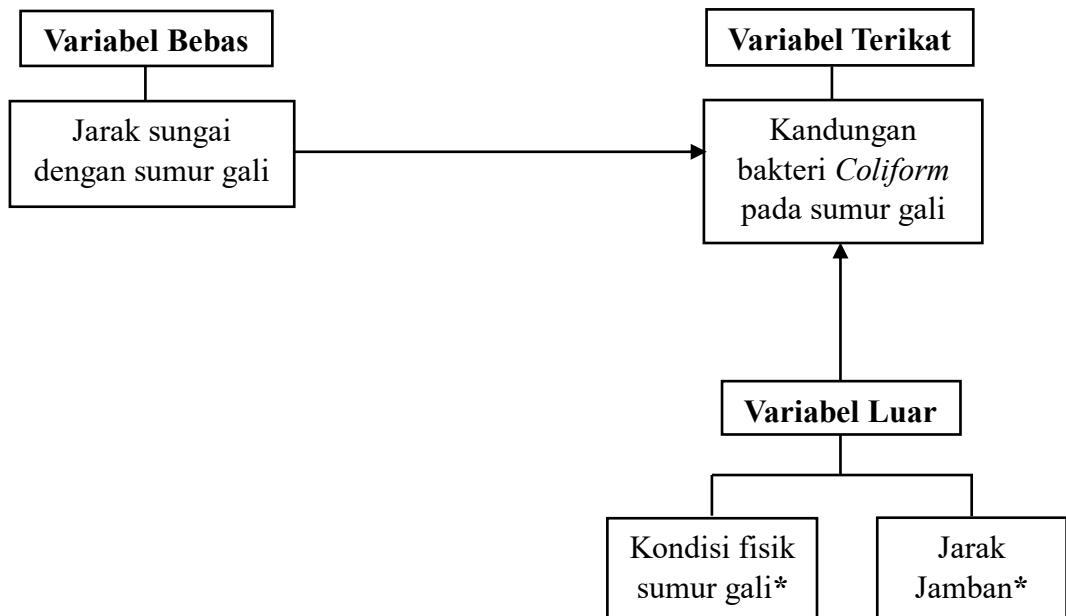 Variabel Bebas
Jarak sungai
dengan sumur gali
Variabel Terikat
Kandungan
bakteri Coliform
pada sumur gali
Variabel Luar
Kondisi fisik
sumur gali*
Jarak
Jamban*